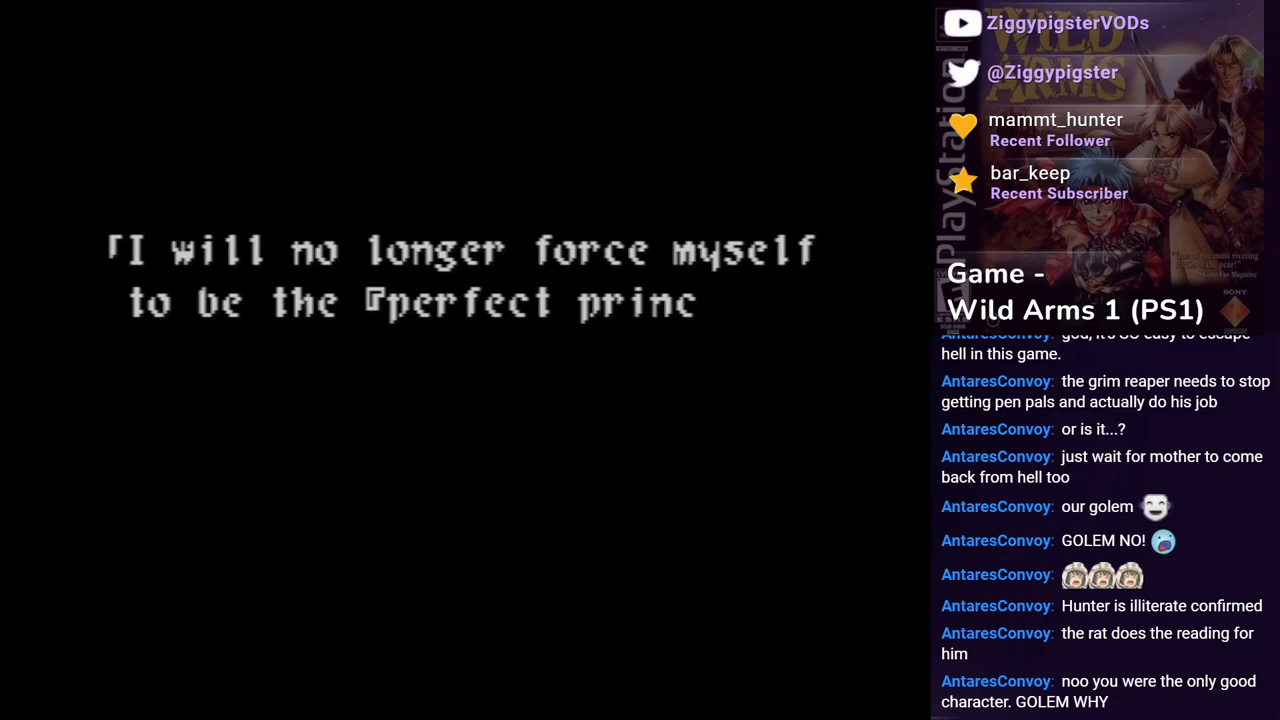 「I will no longer force myself
to be the 『perfect princ
ZiggypigsterVODs
@Ziggypigster
mammt_hunter
Recent Follower
bar_keep
Recent Subscriber
WILD
ARMS
PlayStation
Game -
Wild Arms 1 (PS1)
SONY
hell in this game.
AntaresConvoy: the grim reaper needs to stop
getting pen pals and actually do his job
AntaresConvoy: or is it...?
AntaresConvoy: just wait for mother to come
back from hell too
AntaresConvoy: our golem
AntaresConvoy: GOLEM NO!
AntaresConvoy:
AntaresConvoy: Hunter is illiterate confirmed
AntaresConvoy: the rat does the reading for
him
AntaresConvoy: noo you were the only good
character. GOLEM WHY